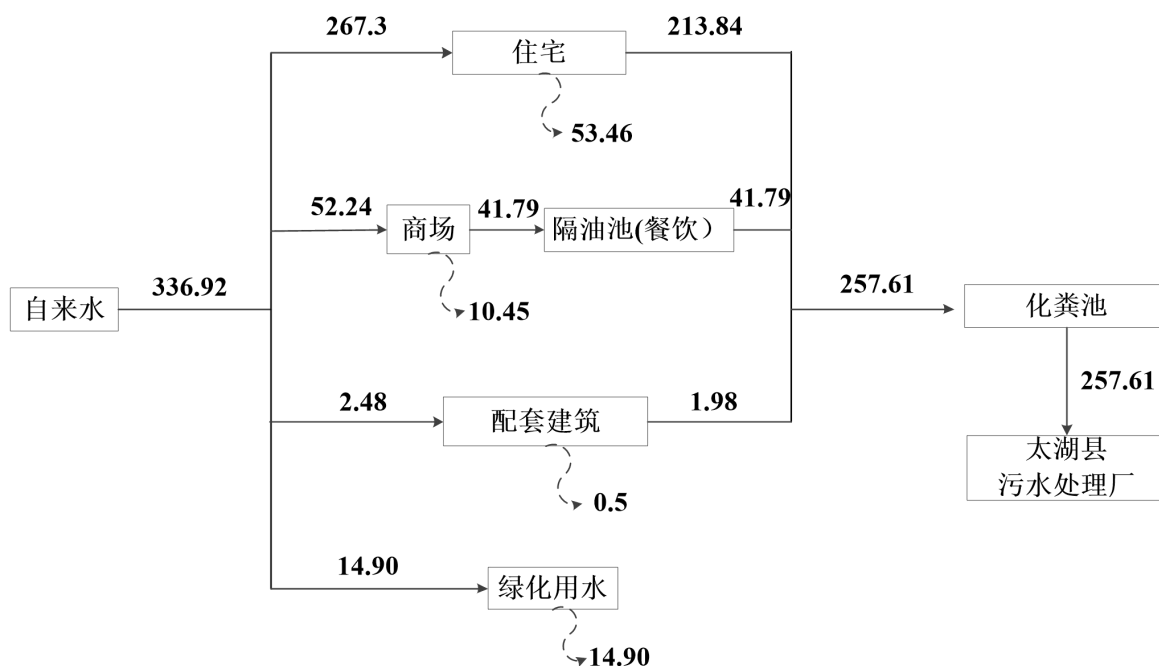 267.3
住宅
213.84
53.46
52.24
商场
41.79
隔油池(餐饮）
41.79
10.45
自来水
336.92
257.61
化粪池
257.61
2.48
配套建筑
1.98
0.5
太湖县
污水处理厂
14.90
绿化用水
14.90